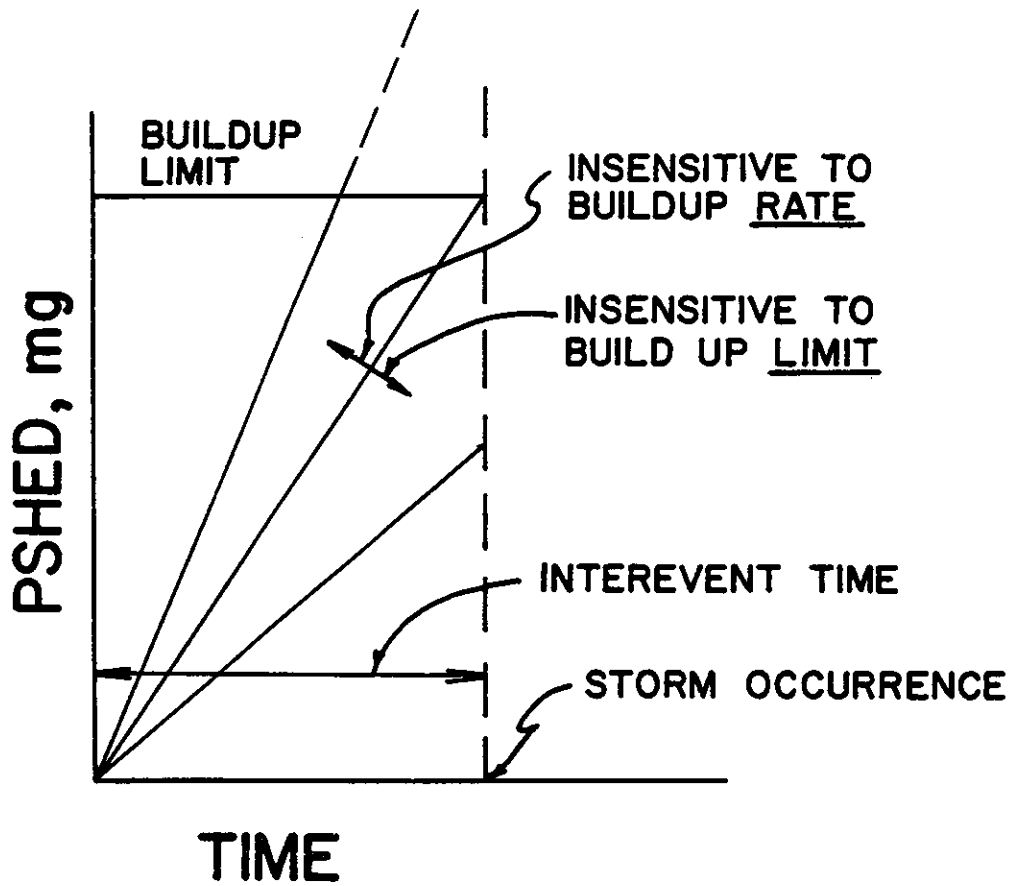 BUILDUP
LIMIT
INSENSITIVE TO
BUILDUP RATE
INSENSITIVE TO
BUILD UP LIMIT
PSHED, mg
INTEREVENT TIME
STORM OCCURRENCE
TIME